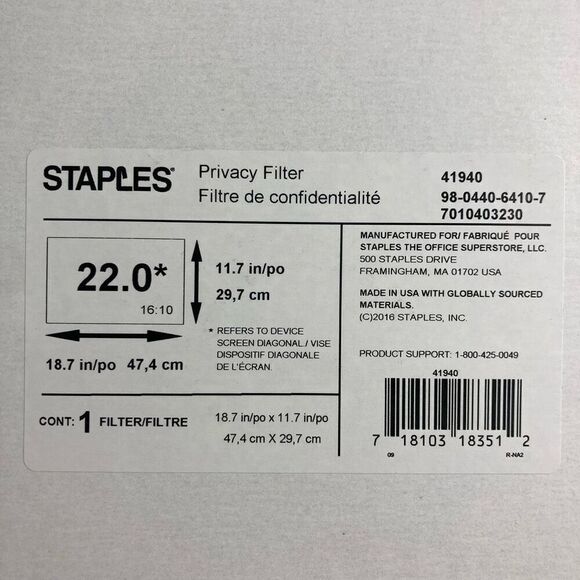 STAPLES
Privacy Filter
Filtre de confidentialité
41940
98-0440-6410-7
7010403230
22.0*
16:10
11.7 in/po
29,7 cm
18.7 in/po 47,4 cm
* REFERS TO DEVICE
SCREEN DIAGONAL / VISE
DISPOSITIF DIAGONALE
DE L'ÉCRAN.
CONT: 1 FILTER/FILTRE
18.7 in/po x 11.7 in/po
47,4 cm X 29,7 cm
MANUFACTURED FOR/ FABRIQUÉ POUR
STAPLES THE OFFICE SUPERSTORE, LLC.
500 STAPLES DRIVE
FRAMINGHAM, MA 01702 USA
MADE IN USA WITH GLOBALLY SOURCED
MATERIALS.
(C)2016 STAPLES, INC.
PRODUCT SUPPORT: 1-800-425-0049
41940
7 18103 18351 2
09 R-NA2